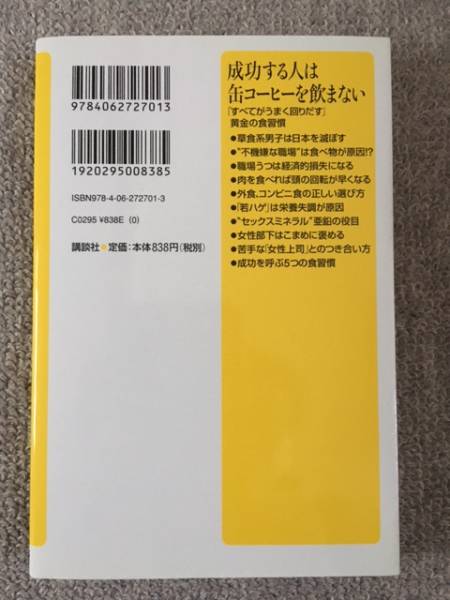 9784062727013
1920295008385
ISBN978-4-06-272701-3
C0295 ¥838E (0)
講談社●定価:本体838円(税別)
成功する人は
缶コーヒーを飲まない
「すべてがうまく回りだす」
黄金の食習慣
●草食系男子は日本を滅ぼす
●"不機嫌な職場"は食べ物が原因!?
●職場うつは経済的損失になる
●肉を食べれば頭の回転が早くなる
●外食、コンビニ食の正しい選び方
●「若ハゲ」は栄養失調が原因
●"セックスミネラル"亜鉛の役目
●女性部下はこまめに褒める
●苦手な「女性上司」とのつき合い方
●成功を呼ぶ5つの食習慣